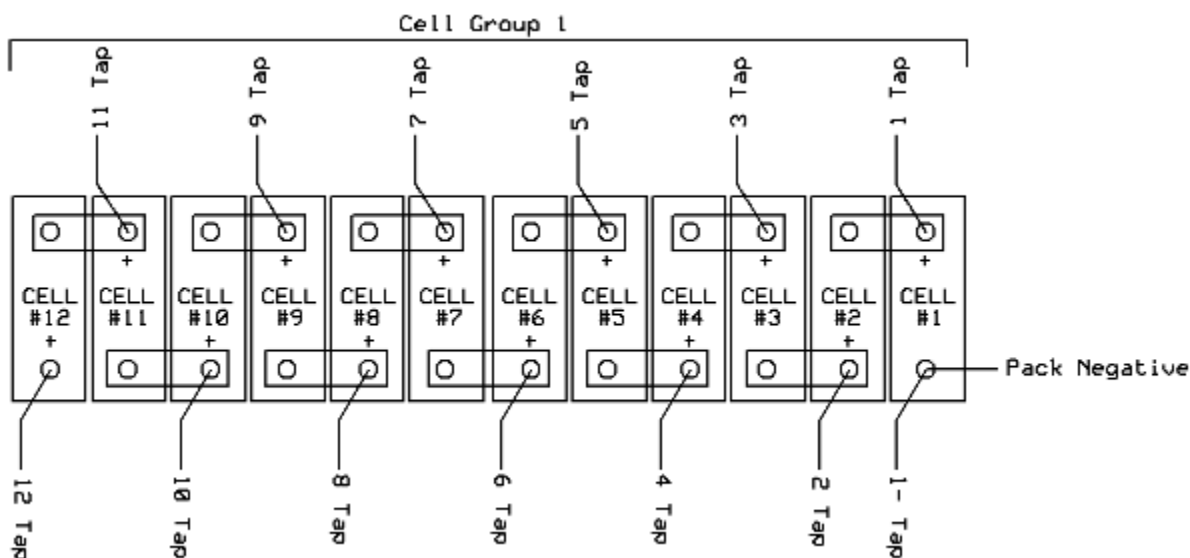 Cell Group 1
11 Tap
9 Tap
7 Tap
5 Tap
3 Tap
1 Tap
+
+
+
+
+
+
CELL
#12
CELL
#11
CELL
#10
CELL
#9
CELL
#8
CELL
#7
CELL
#6
CELL
#5
CELL
#4
CELL
#3
CELL
#2
CELL
#1
+
+
+
+
+
+
Pack Negative
12 Tap
10 Tap
8 Tap
6 Tap
4 Tap
2 Tap
1- Tap